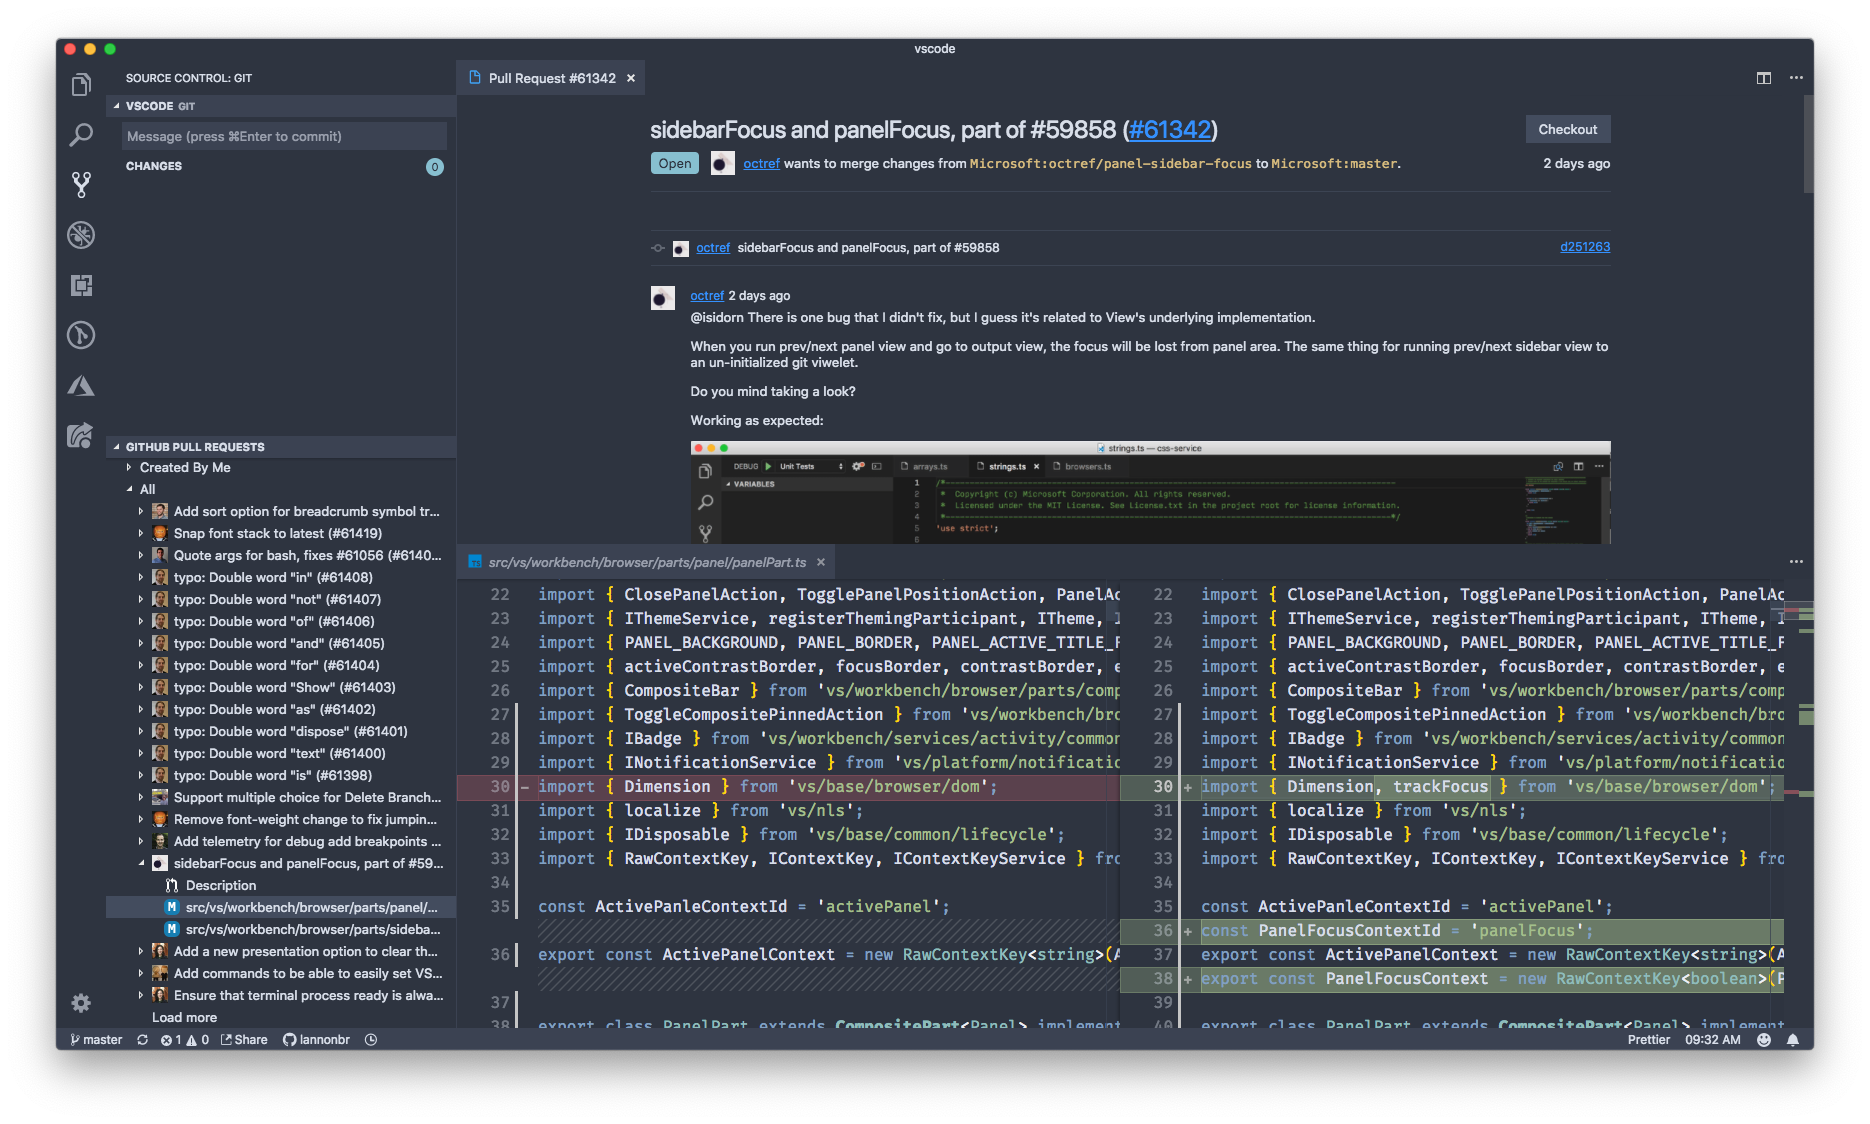 vscode
SOURCE CONTROL: GIT
VSCODE GIT
Message (press ⌘Enter to commit)
CHANGES 0
GITHUB PULL REQUESTS
Created By Me
All
Add sort option for breadcrumb symbol tr...
Snap font stack to latest (#61419)
Quote args for bash, fixes #61056 (#6140...
typo: Double word "in" (#61408)
typo: Double word "not" (#61407)
typo: Double word "of" (#61406)
typo: Double word "and" (#61405)
typo: Double word "for" (#61404)
typo: Double word "Show" (#61403)
typo: Double word "as" (#61402)
typo: Double word "dispose" (#61401)
typo: Double word "text" (#61400)
typo: Double word "is" (#61398)
Support multiple choice for Delete Branch...
Remove font-weight change to fix jumpin...
Add telemetry for debug add breakpoints ...
sidebarFocus and panelFocus, part of #59...
Description
M src/vs/workbench/browser/parts/panel/...
M src/vs/workbench/browser/parts/sideba...
Add a new presentation option to clear th...
Add commands to be able to easily set VS...
Ensure that terminal process ready is alwa...
Load more
Pull Request #61342 ×
sidebarFocus and panelFocus, part of #59858 (#61342)
Checkout
Open octref wants to merge changes from Microsoft:octref/panel-sidebar-focus to Microsoft:master.
2 days ago
octref sidebarFocus and panelFocus, part of #59858 d251263
octref 2 days ago
@isidorn There is one bug that I didn't fix, but I guess it's related to View's underlying implementation.
When you run prev/next panel view and go to output view, the focus will be lost from panel area. The same thing for running prev/next sidebar view to
an un-initialized git viwelet.
Do you mind taking a look?
Working as expected:
strings.ts — css-service
DEBUG Unit Tests arrays.ts strings.ts × browsers.ts
VARIABLES
1 /*---
2 * Copyright (c) Microsoft Corporation. All rights reserved.
3 * Licensed under the MIT License. See License.txt in the project root for license information.
4 *---*/
5 'use strict';
6
src/vs/workbench/browser/parts/panel/panelPart.ts ×
22 import { ClosePanelAction, TogglePanelPositionAction, PanelAc
23 import { IThemeService, registerThemingParticipant, ITheme, I
24 import { PANEL_BACKGROUND, PANEL_BORDER, PANEL_ACTIVE_TITLE_F
25 import { activeContrastBorder, focusBorder, contrastBorder, e
26 import { CompositeBar } from 'vs/workbench/browser/parts/comp
27 import { ToggleCompositePinnedAction } from 'vs/workbench/bro
28 import { IBadge } from 'vs/workbench/services/activity/common
29 import { INotificationService } from 'vs/platform/notificatic
30 - import { Dimension } from 'vs/base/browser/dom';
31 import { localize } from 'vs/nls';
32 import { IDisposable } from 'vs/base/common/lifecycle';
33 import { RawContextKey, IContextKey, IContextKeyService } frc
34
35 const ActivePanleContextId = 'activePanel';
36 export const ActivePanelContext = new RawContextKey<string>(A
37
38 export class PanelPart extends CompositePart<Panel> implement
22 import { ClosePanelAction, TogglePanelPositionAction, PanelAc
23 import { IThemeService, registerThemingParticipant, ITheme, I
24 import { PANEL_BACKGROUND, PANEL_BORDER, PANEL_ACTIVE_TITLE_F
25 import { activeContrastBorder, focusBorder, contrastBorder, e
26 import { CompositeBar } from 'vs/workbench/browser/parts/comp
27 import { ToggleCompositePinnedAction } from 'vs/workbench/bro
28 import { IBadge } from 'vs/workbench/services/activity/common
29 import { INotificationService } from 'vs/platform/notificatic
30 + import { Dimension, trackFocus } from 'vs/base/browser/dom';
31 import { localize } from 'vs/nls';
32 import { IDisposable } from 'vs/base/common/lifecycle';
33 import { RawContextKey, IContextKey, IContextKeyService } frc
34
35 const ActivePanleContextId = 'activePanel';
36 + const PanelFocusContextId = 'panelFocus';
37 export const ActivePanelContext = new RawContextKey<string>(A
38 + export const PanelFocusContext = new RawContextKey<boolean>(F
39
40 export class PanelPart extends CompositePart<Panel> implement
master 1 0 Share lannonbr
Prettier 09:32 AM